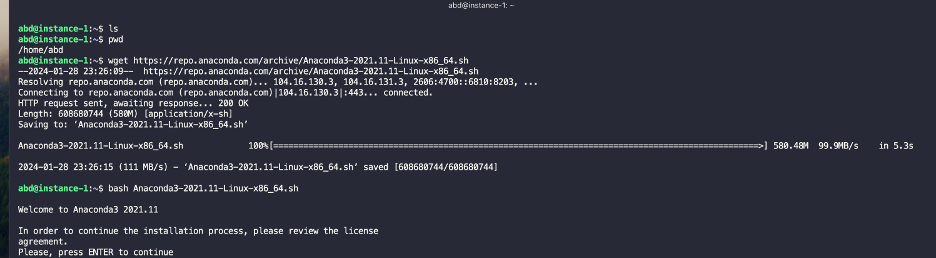 abd@instance-1: ~
abd@instance-1:~$ ls
abd@instance-1:~$ pwd
/home/abd
abd@instance-1:~$ wget https://repo.anaconda.com/archive/Anaconda3-2021.11-Linux-x86_64.sh
--2024-01-28 23:26:09--  https://repo.anaconda.com/archive/Anaconda3-2021.11-Linux-x86_64.sh
Resolving repo.anaconda.com (repo.anaconda.com)... 104.16.130.3, 104.16.131.3, 2606:4700::6810:8203, ...
Connecting to repo.anaconda.com (repo.anaconda.com)|104.16.130.3|:443... connected.
HTTP request sent, awaiting response... 200 OK
Length: 608680744 (580M) [application/x-sh]
Saving to: ‘Anaconda3-2021.11-Linux-x86_64.sh’
Anaconda3-2021.11-Linux-x86_64.sh 100%[=================================================================================================>] 580.48M 99.9MB/s in 5.3s
2024-01-28 23:26:15 (111 MB/s) - ‘Anaconda3-2021.11-Linux-x86_64.sh’ saved [608680744/608680744]
abd@instance-1:~$ bash Anaconda3-2021.11-Linux-x86_64.sh
Welcome to Anaconda3 2021.11
In order to continue the installation process, please review the license
agreement.
Please, press ENTER to continue